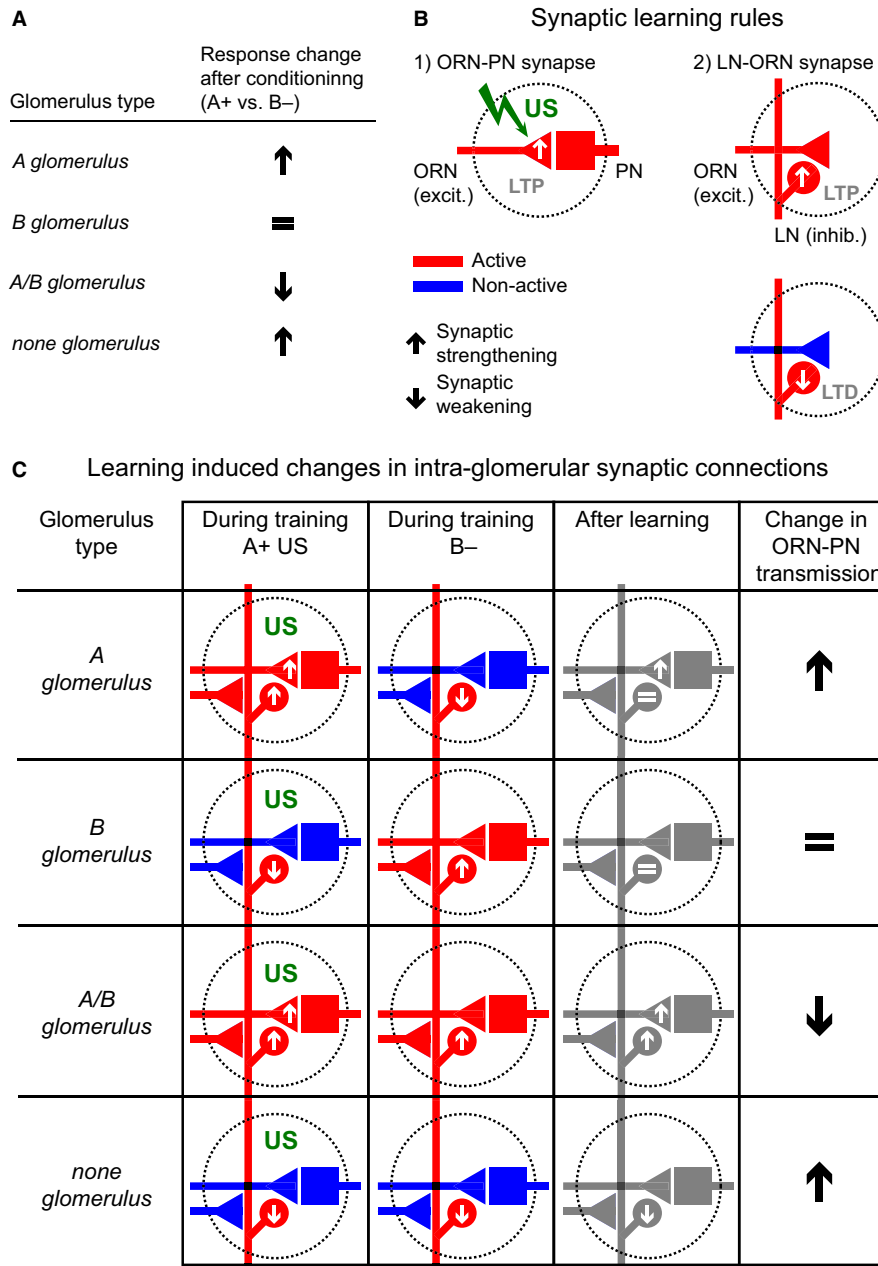 A
Response change
after conditioninng
Glomerulus type (A+ vs. B–)
A glomerulus
B glomerulus
A/B glomerulus
none glomerulus
B Synaptic learning rules
1) ORN-PN synapse
US
ORN
(excit.)
PN
LTP
2) LN-ORN synapse
ORN
(excit.)
LTP
LN (inhib.)
LTD
Active
Non-active
Synaptic
strengthening
Synaptic
weakening
C Learning induced changes in intra-glomerular synaptic connections
Glomerulus
type
During training
A+ US
During training
B–
After learning
Change in
ORN-PN
transmission
A
glomerulus
US
B
glomerulus
US
A/B
glomerulus
US
none
glomerulus
US